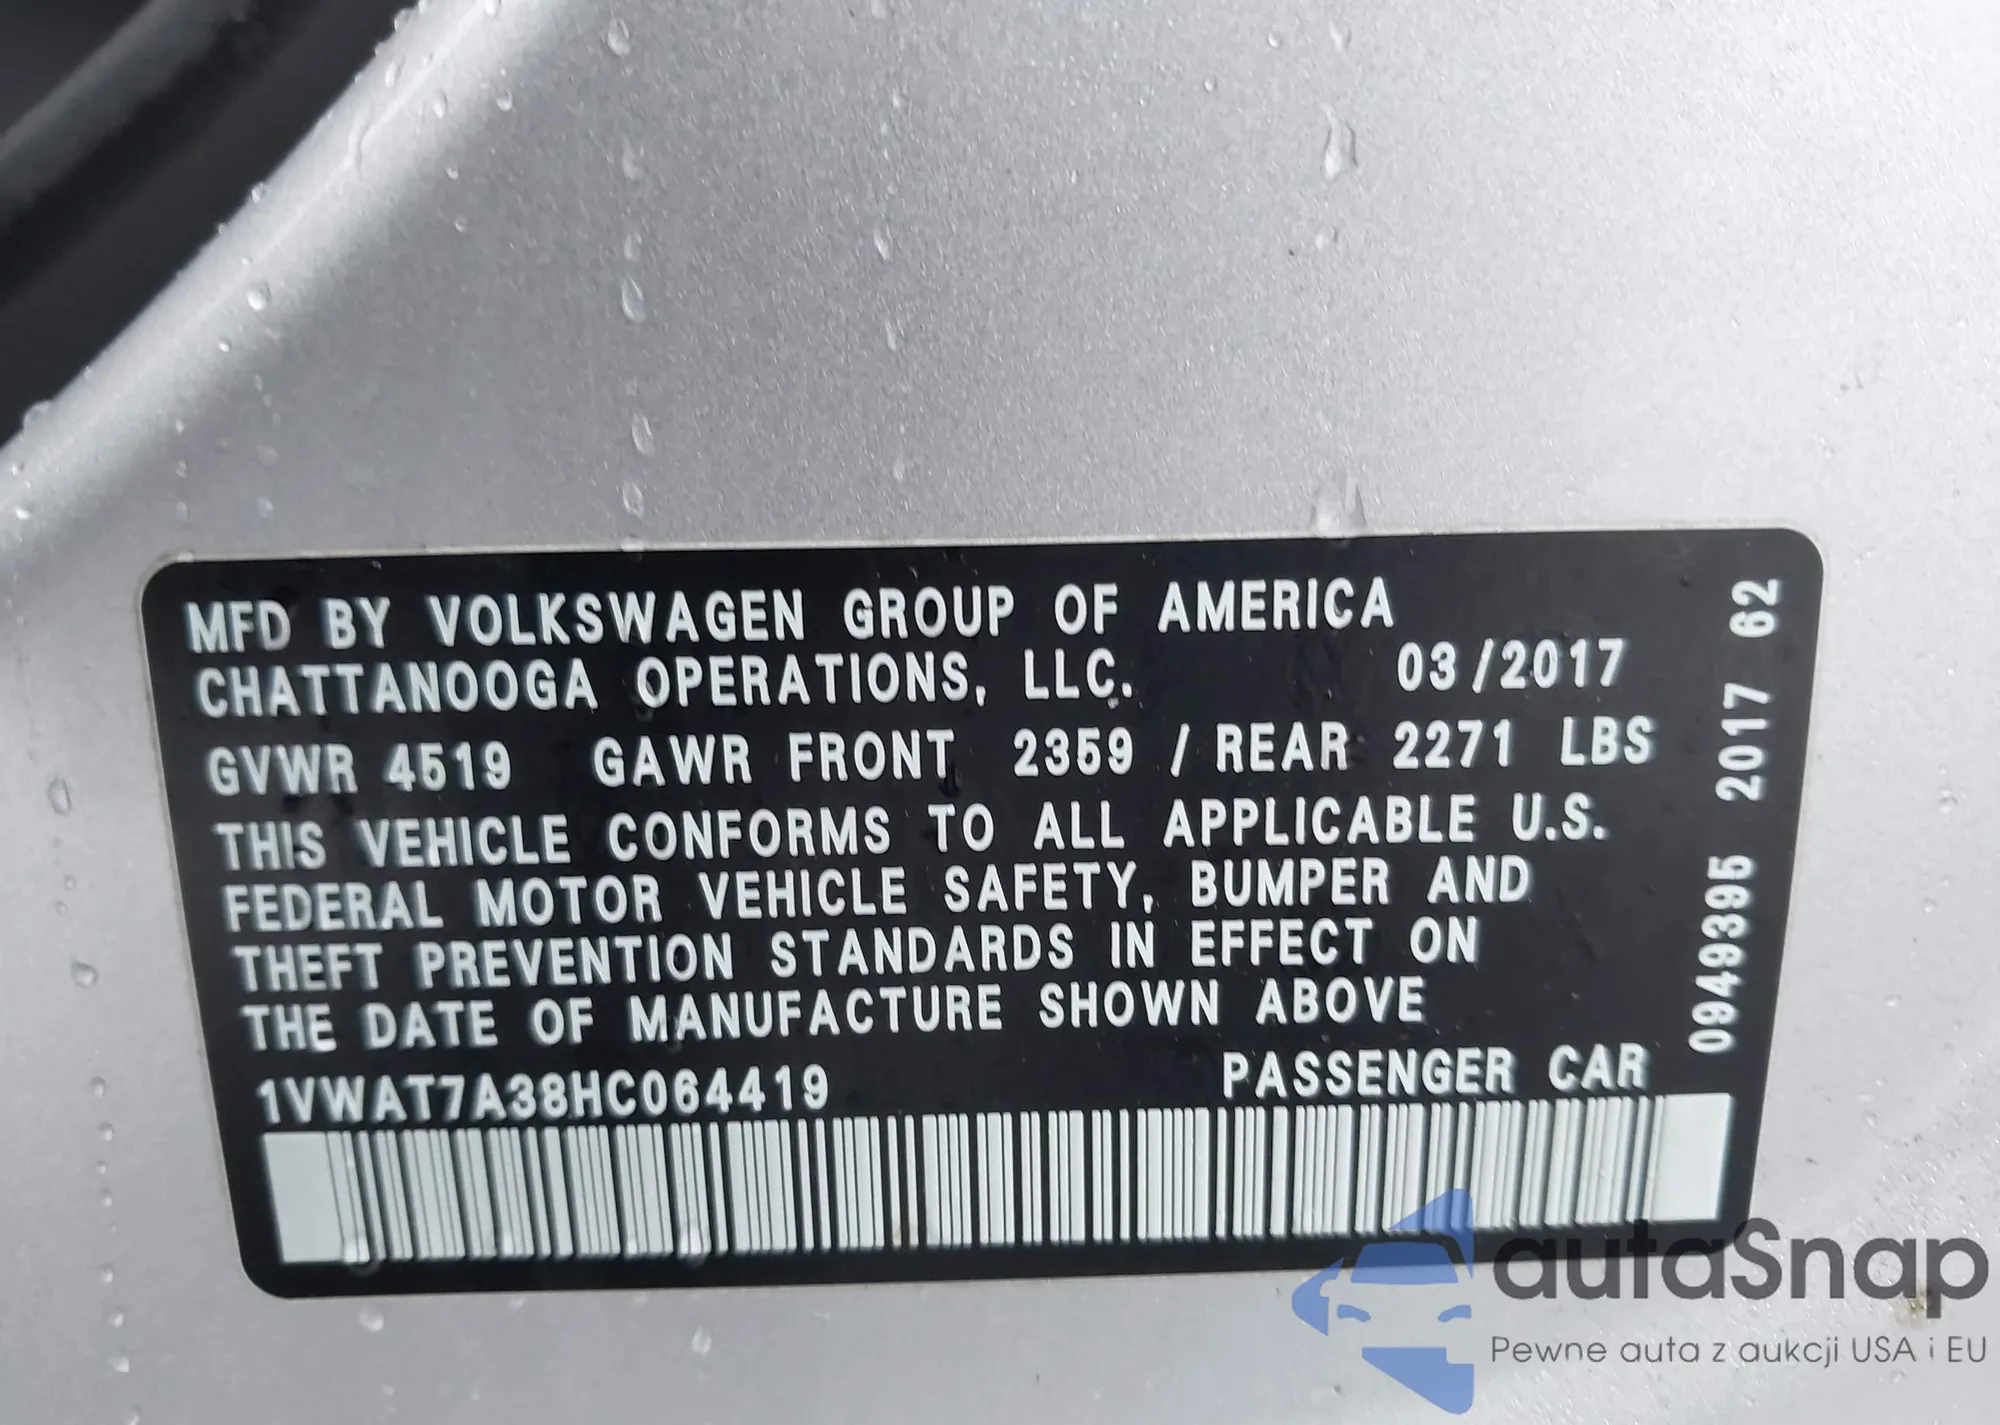 MFD BY VOLKSWAGEN GROUP OF AMERICA
CHATTANOOGA OPERATIONS, LLC. 03/2017
GVWR 4519 GAWR FRONT 2359 / REAR 2271 LBS
THIS VEHICLE CONFORMS TO ALL APPLICABLE U.S.
FEDERAL MOTOR VEHICLE SAFETY, BUMPER AND
THEFT PREVENTION STANDARDS IN EFFECT ON
THE DATE OF MANUFACTURE SHOWN ABOVE
1VWAT7A38HC064419 PASSENGER CAR
0949395 2017 62
autaSnap
Pewne auta z aukcji USA i EU